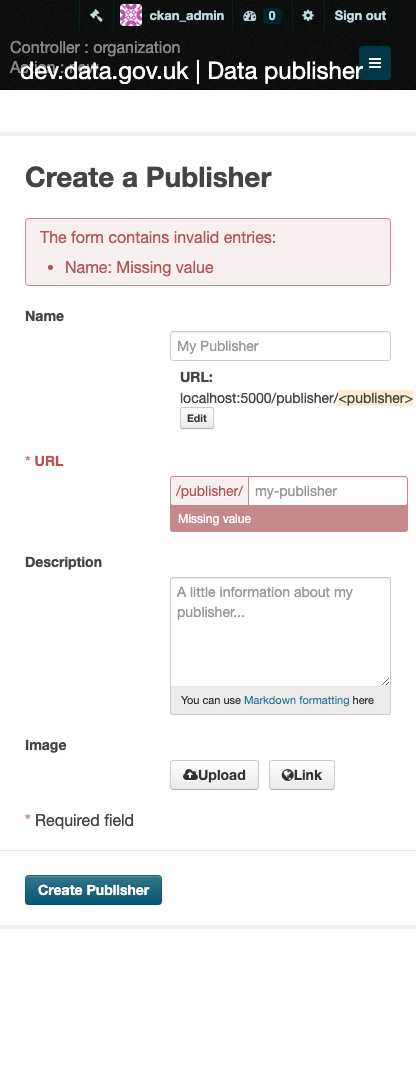 ckan_admin 0 Sign out
Controller : organization
dev.data.gov.uk | Data publisher
Action : new
Create a Publisher
The form contains invalid entries:
• Name: Missing value
Name
My Publisher
URL:
localhost:5000/publisher/<publisher>
Edit
* URL
/publisher/ my-publisher
Missing value
Description
A little information about my
publisher...
You can use Markdown formatting here
Image
Upload Link
* Required field
Create Publisher